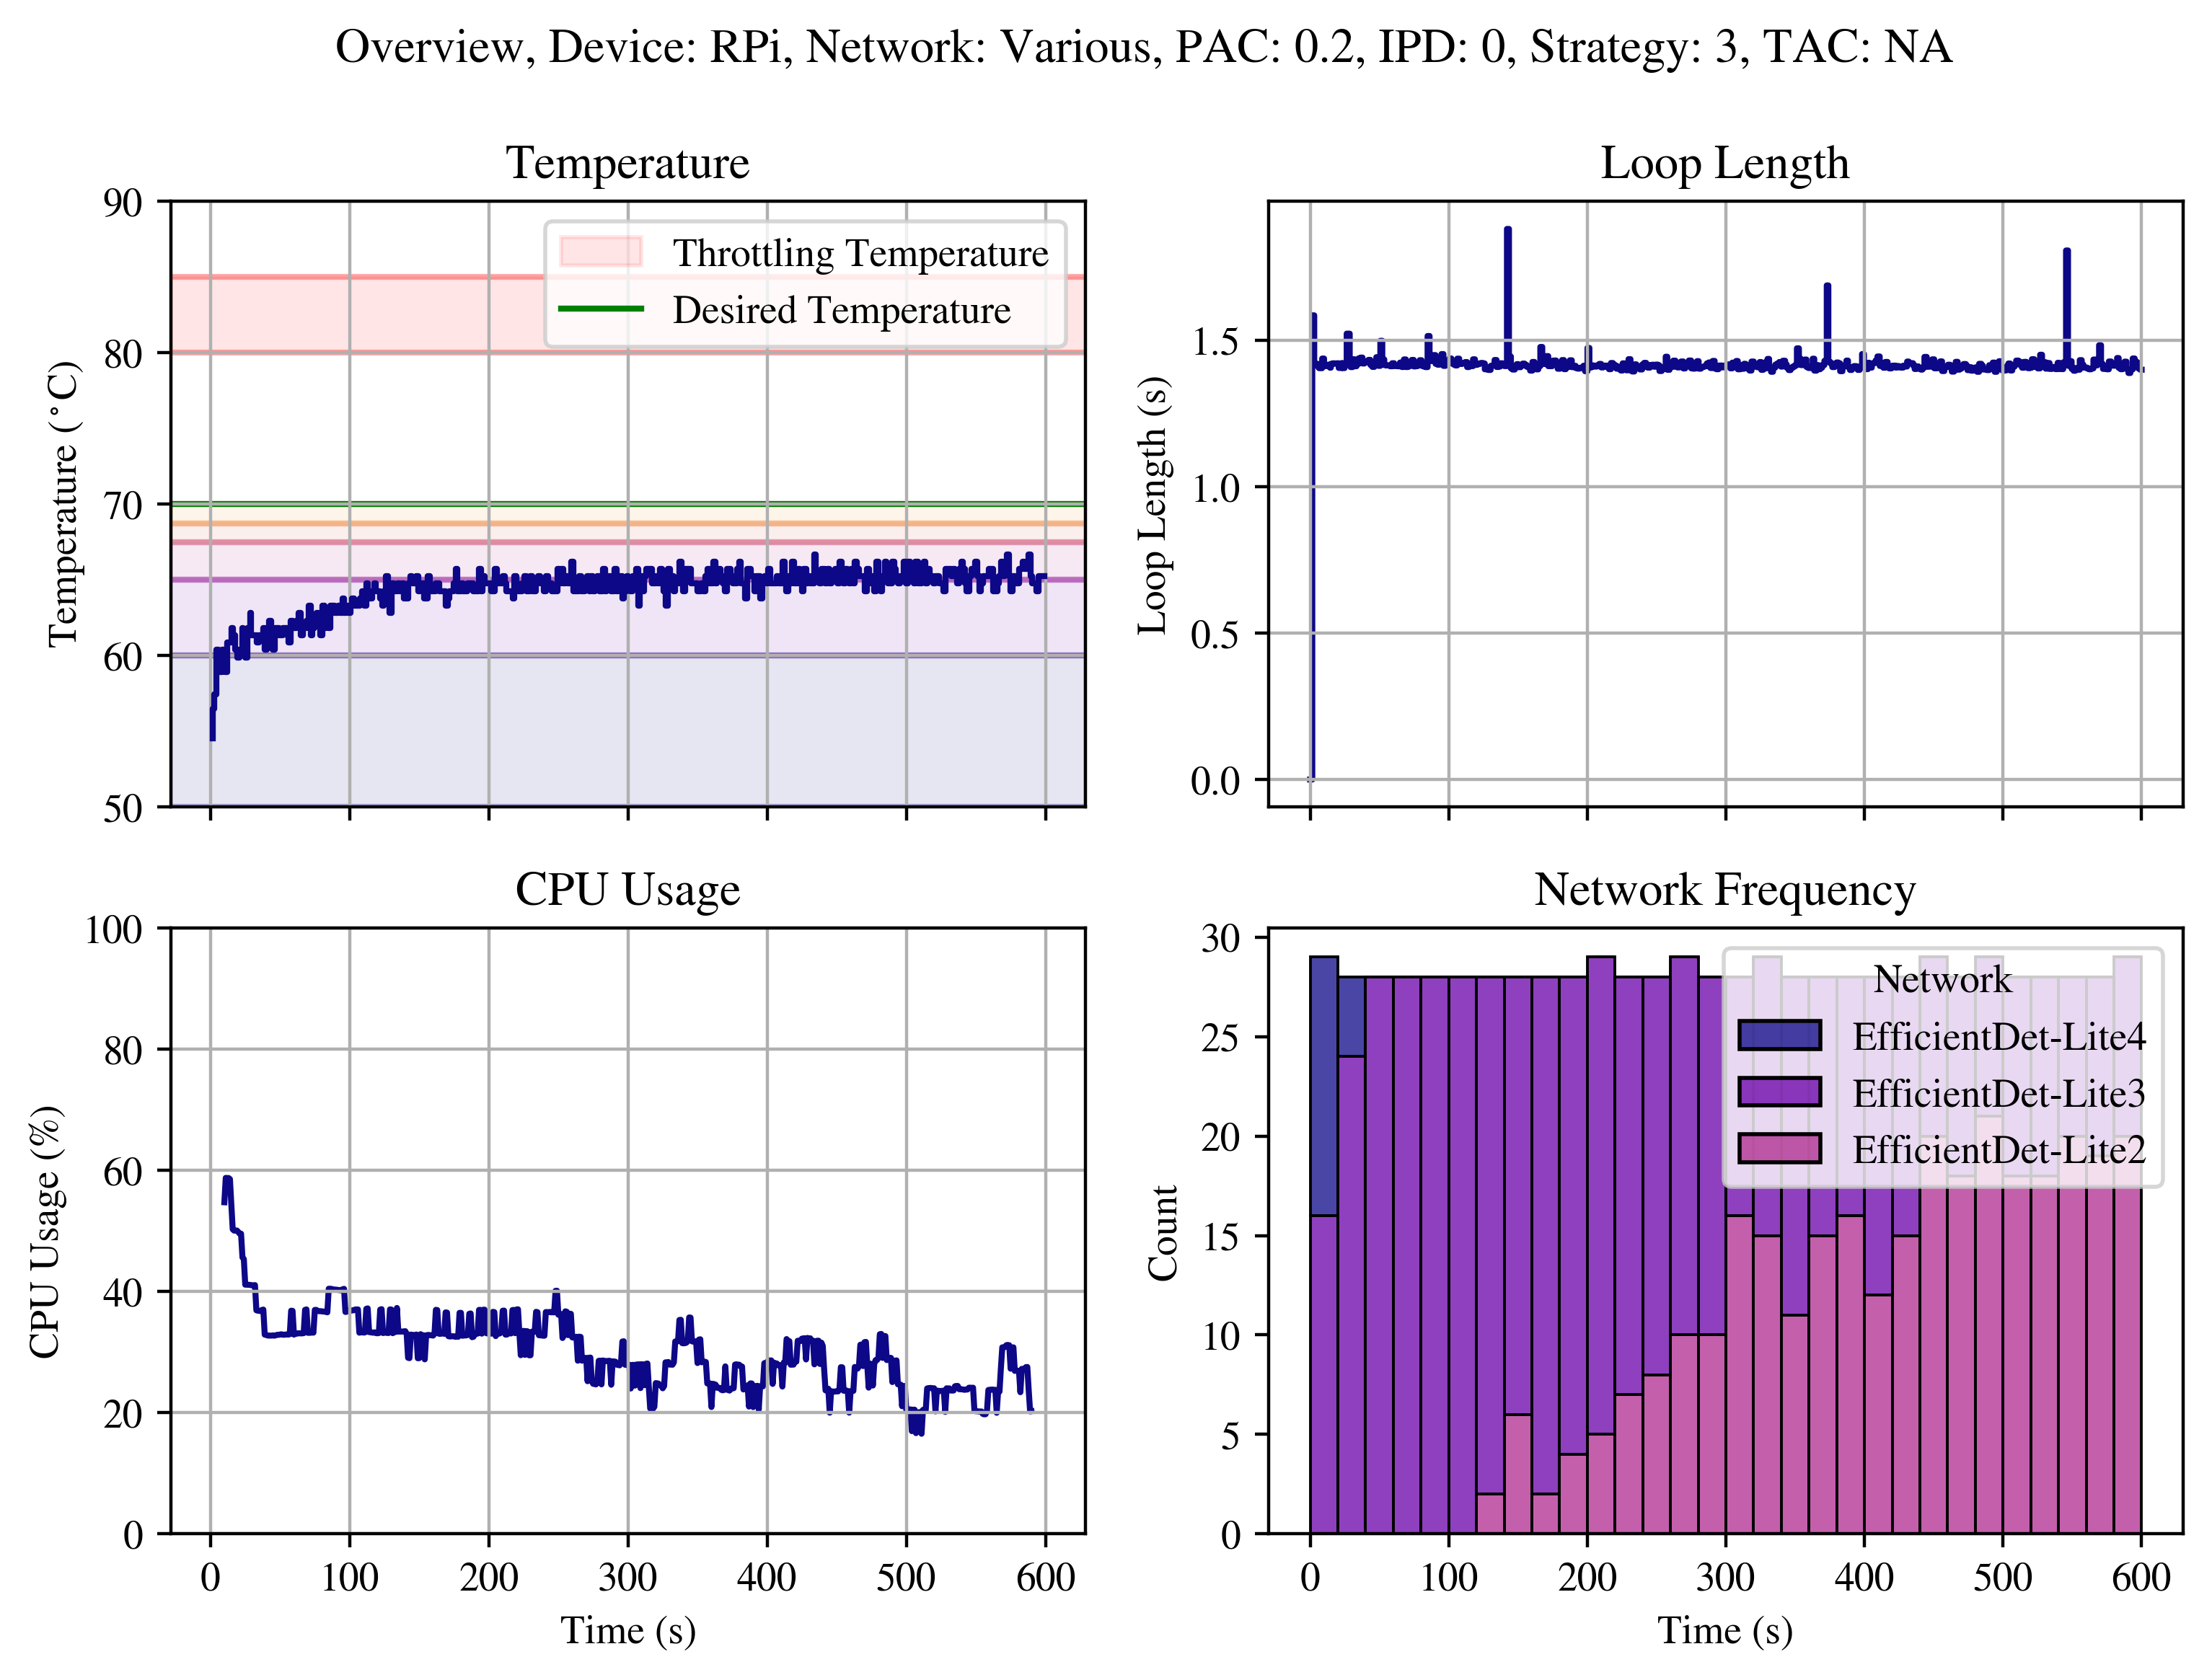 Overview, Device: RPi, Network: Various, PAC: 0.2, IPD: 0, Strategy: 3, TAC: NA
Temperature
90
80
70
60
50
Temperature (°C)
Throttling Temperature
Desired Temperature
Loop Length
1.5
1.0
0.5
0.0
Loop Length (s)
CPU Usage
100
80
60
40
20
0
CPU Usage (%)
0 100 200 300 400 500 600
Time (s)
Network Frequency
30
25
20
15
10
5
0
Count
Network
EfficientDet-Lite4
EfficientDet-Lite3
EfficientDet-Lite2
0 100 200 300 400 500 600
Time (s)